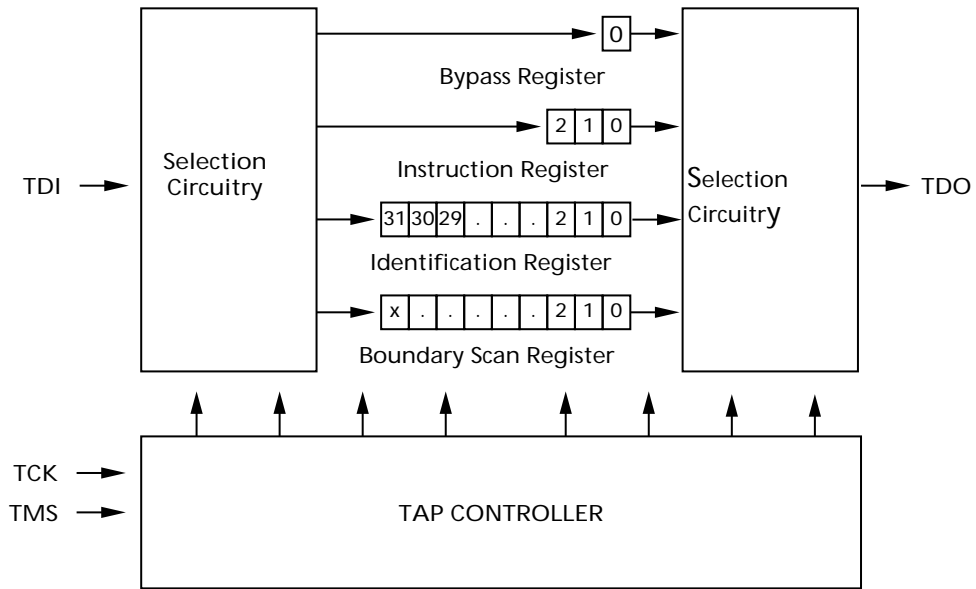 0
Bypass Register
2 1 0
Selection
Circuitry
Instruction Register
TDI
Selection
Circuitry
TDO
31 30 29 . . . 2 1 0
Identification Register
x . . . . . 2 1 0
Boundary Scan Register
TCK
TMS
TAP CONTROLLER